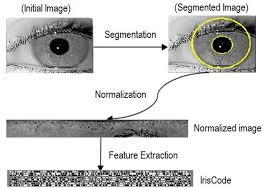 (Initial Image)
(Segmented Image)
Segmentation
Normalization
Normalized image
Feature Extraction
IrisCode